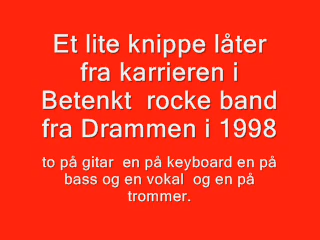 Et lite knippe låter
fra karrieren i
Betenkt  rocke band
fra Drammen i 1998
to på gitar  en på keyboard en på
bass og en vokal  og en på
trommer.